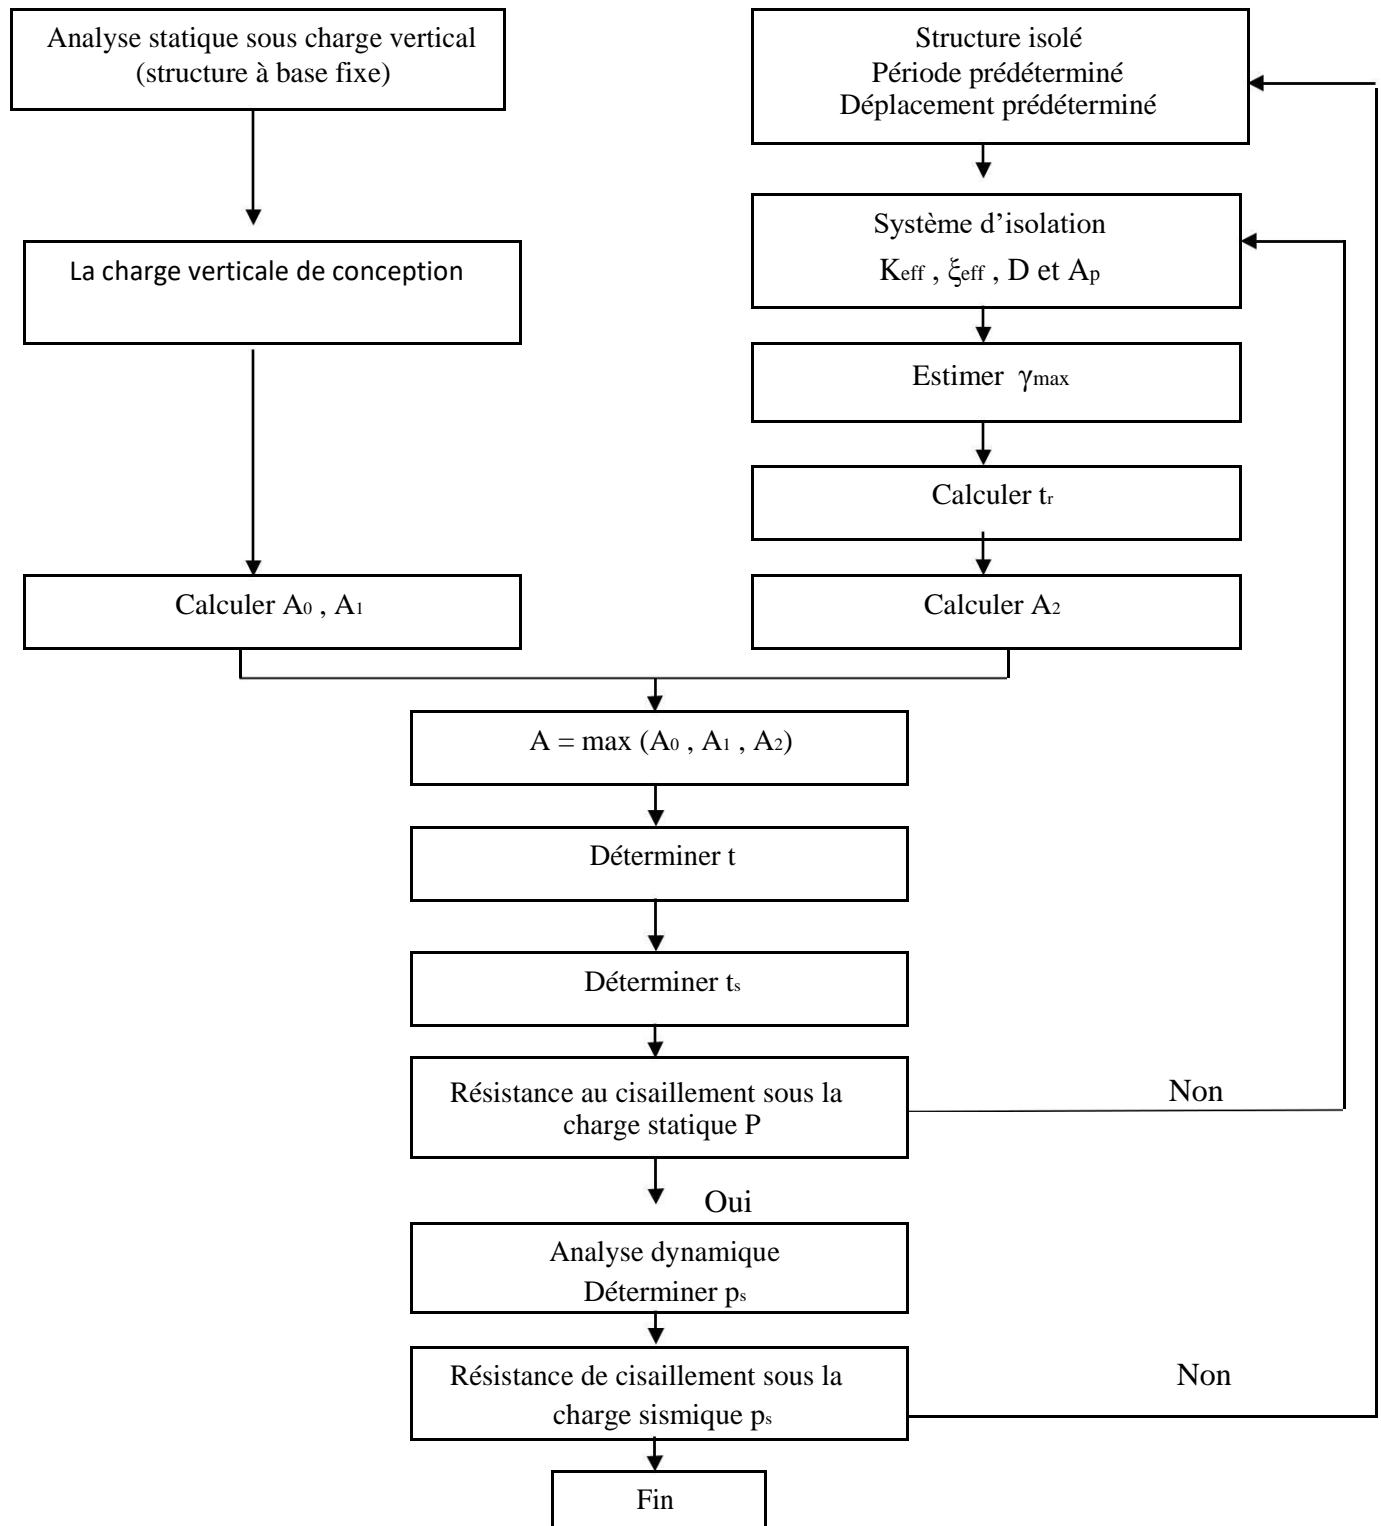 Analyse statique sous charge vertical
(structure à base fixe)
La charge verticale de conception
Calculer A0 , A1
Structure isolé
Période prédéterminé
Déplacement prédéterminé
Système d’isolation
Keff , ξeff , D et Ap
Estimer γmax
Calculer tr
Calculer A2
A = max (A0 , A1 , A2)
Déterminer t
Déterminer ts
Résistance au cisaillement sous la
charge statique P
Non
Oui
Analyse dynamique
Déterminer ps
Résistance de cisaillement sous la
charge sismique ps
Non
Fin